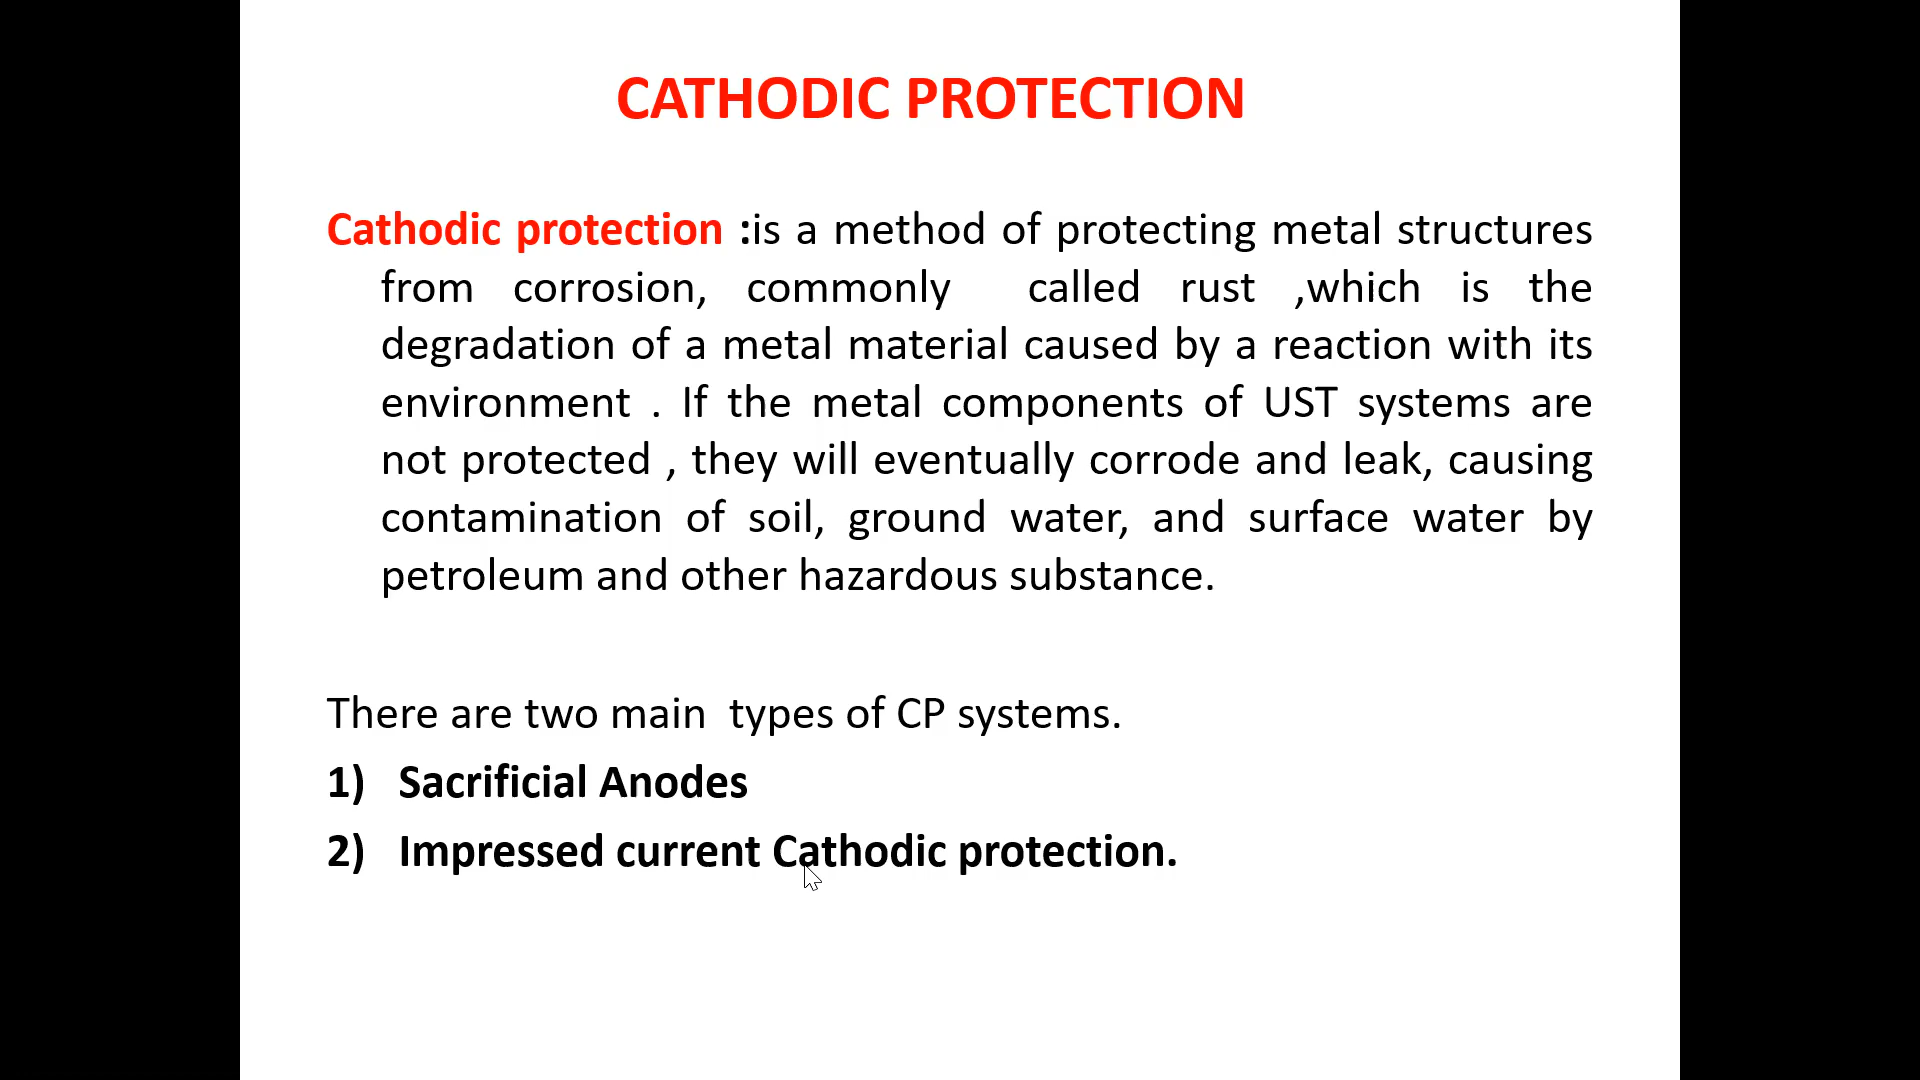 CATHODIC PROTECTION
Cathodic protection :is a method of protecting metal structures
from corrosion, commonly called rust ,which is the
degradation of a metal material caused by a reaction with its
environment . If the metal components of UST systems are
not protected , they will eventually corrode and leak, causing
contamination of soil, ground water, and surface water by
petroleum and other hazardous substance.
There are two main types of CP systems.
1) Sacrificial Anodes
2) Impressed current Cathodic protection.